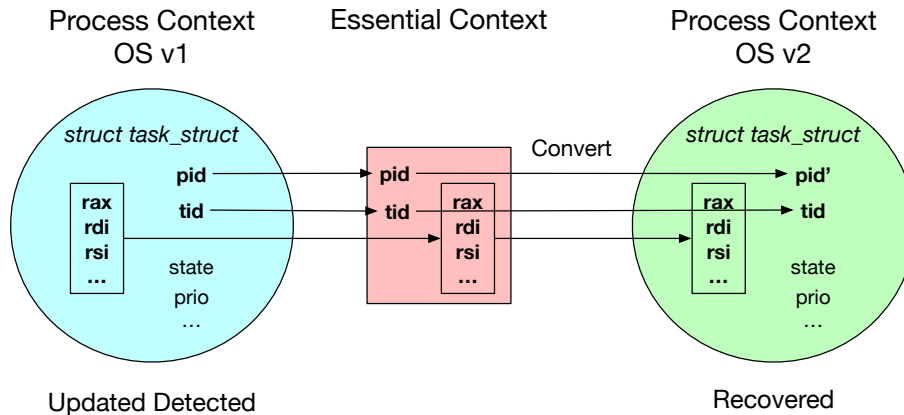 Process Context
OS v1
Essential Context
Process Context
OS v2
struct task_struct
pid
tid
rax
rdi
rsi
...
state
prio
...
Updated Detected
pid
tid
rax
rdi
rsi
...
Convert
struct task_struct
pid’
tid
rax
rdi
rsi
...
state
prio
...
Recovered